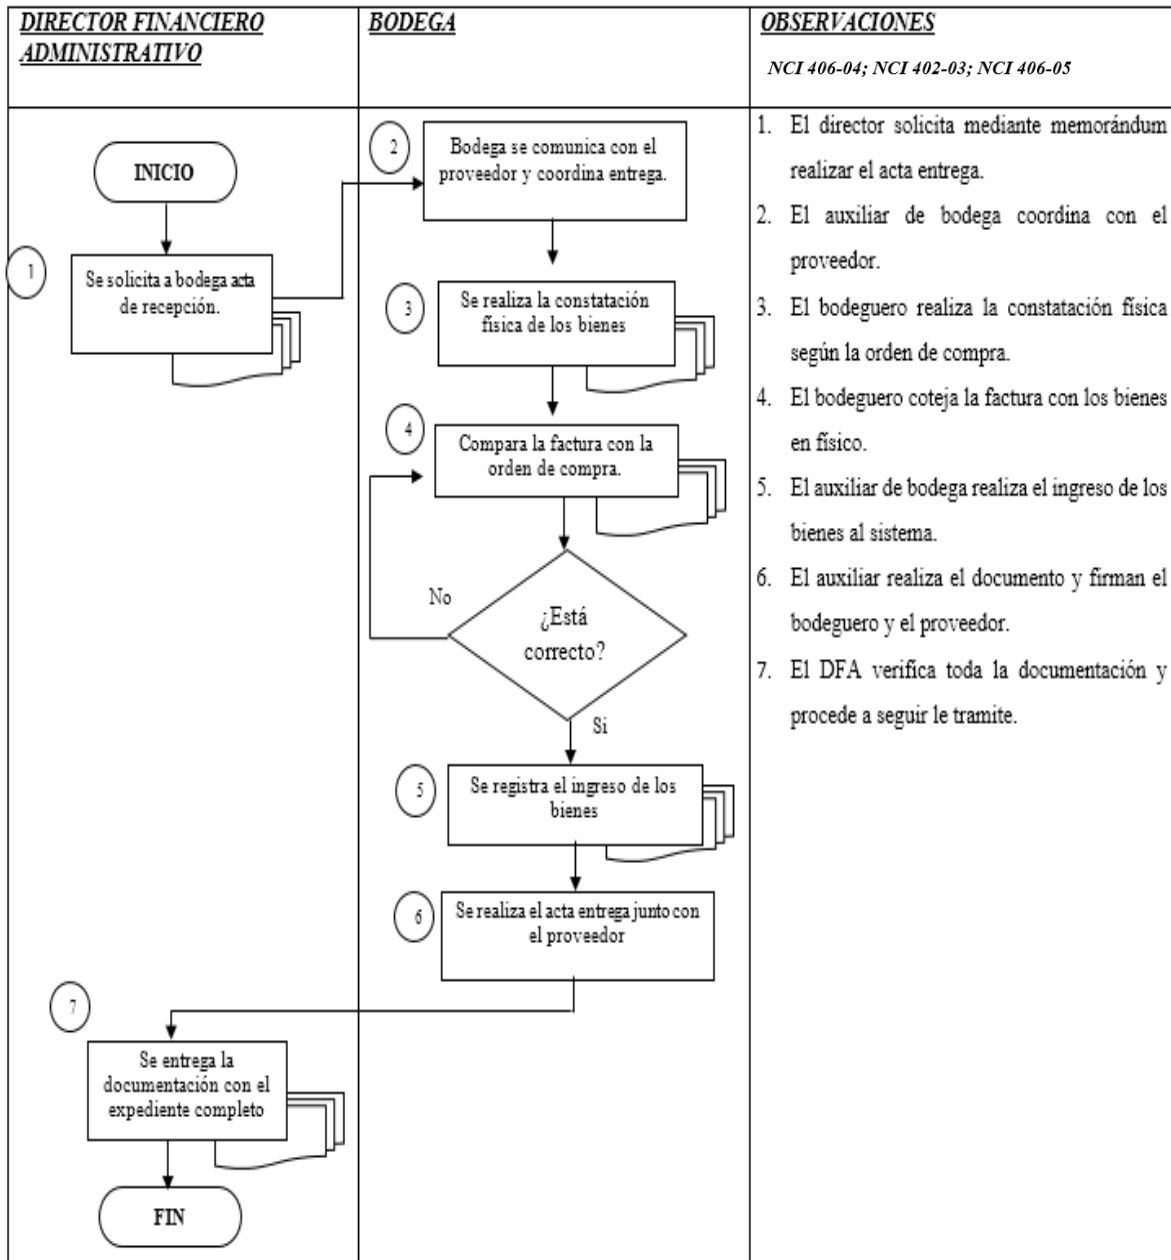 DIRECTOR FINANCIERO
ADMINISTRATIVO
BODEGA
OBSERVACIONES
NCI 406-04; NCI 402-03; NCI 406-05
INICIO
1
Se solicita a bodega acta
de recepción.
2
Bodega se comunica con el
proveedor y coordina entrega.
3
Se realiza la constatación
física de los bienes
4
Compara la factura con la
orden de compra.
No
¿Está
correcto?
Si
5
Se registra el ingreso de los
bienes
6
Se realiza el acta entrega junto con
el proveedor
7
Se entrega la
documentación con el
expediente completo
FIN
1. El director solicita mediante memorándum
realizar el acta entrega.
2. El auxiliar de bodega coordina con el
proveedor.
3. El bodeguero realiza la constatación física
según la orden de compra.
4. El bodeguero coteja la factura con los bienes
en físico.
5. El auxiliar de bodega realiza el ingreso de los
bienes al sistema.
6. El auxiliar realiza el documento y firman el
bodeguero y el proveedor.
7. El DFA verifica toda la documentación y
procede a seguir le tramite.